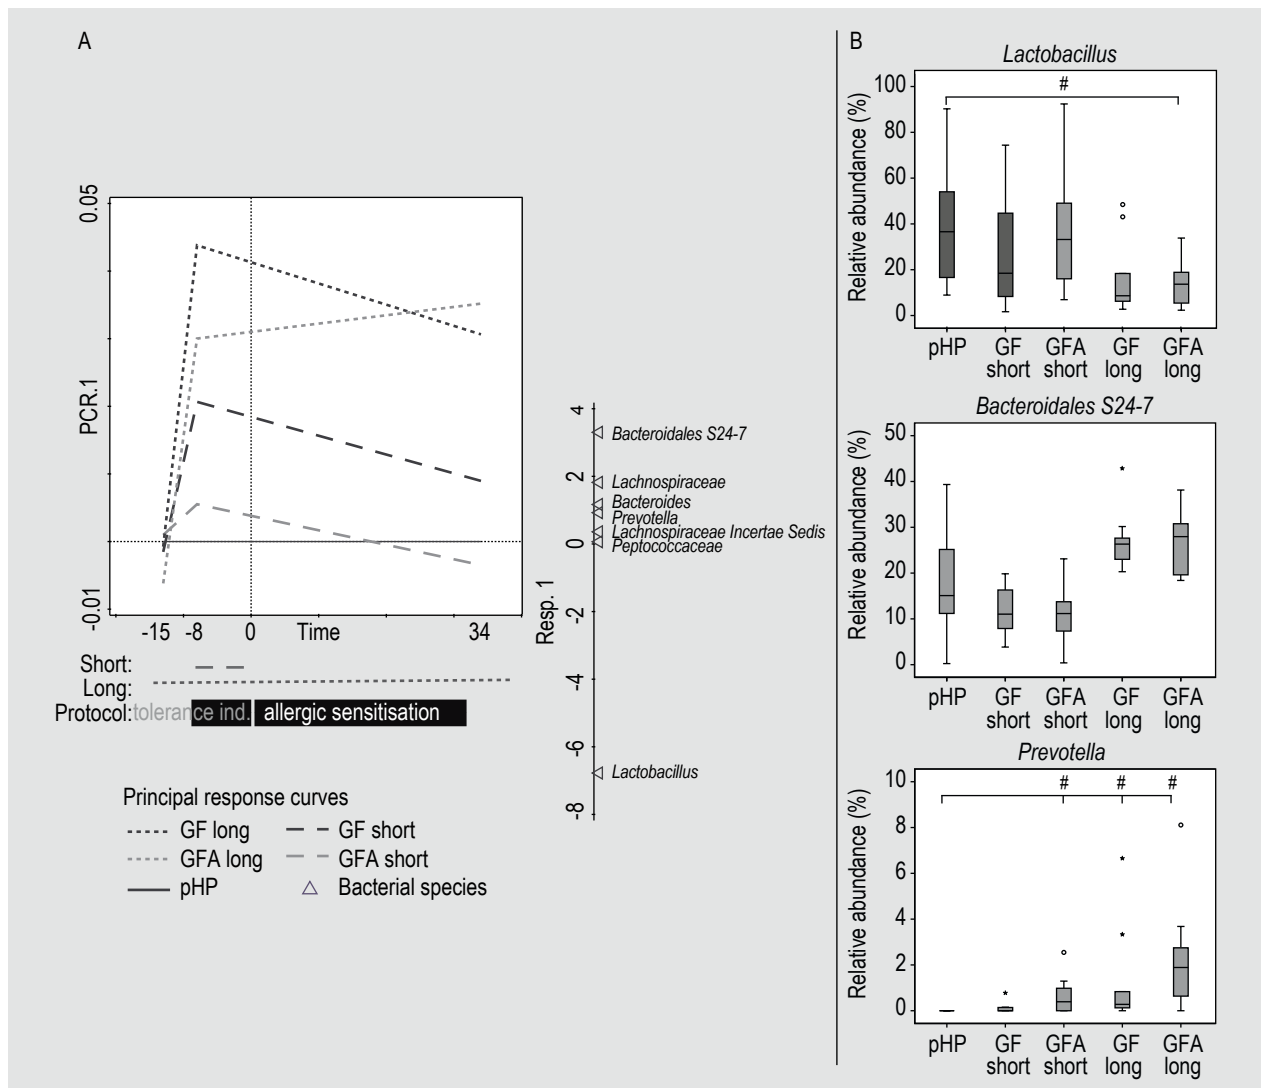 A
0.05
PCR.1
-0.01
-15 -8 0 Time 34
Short:
Long:
Protocol: tolerance ind. allergic sensitisation
Principal response curves
GF long GF short
GFA long GFA short
pHP Bacterial species
4
2
0
-2
-4
-6
-8
Resp. 1
Bacteroidales S24-7
Lachnospiraceae
Bacteroides
Prevotella
Lachnospiraceae Incertae Sedis
Peptococcaceae
Lactobacillus
B
Lactobacillus
Relative abundance (%)
100
80
60
40
20
0
#
pHP GF short GFA short GF long GFA long
Bacteroidales S24-7
Relative abundance (%)
50
40
30
20
10
0
pHP GF short GFA short GF long GFA long
Prevotella
Relative abundance (%)
10
8
6
4
2
0
# # #
pHP GF short GFA short GF long GFA long